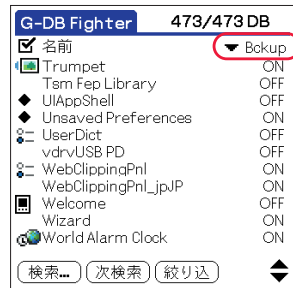 G-DB Fighter 473/473 DB
名前 Bckup
Trumpet ON
Tsm Fep Library OFF
UIAppShell OFF
Unsaved Preferences ON
UserDict OFF
vdrvUSB PD OFF
WebClippingPnl ON
WebClippingPnl_jpJP ON
Welcome OFF
Wizard ON
World Alarm Clock ON
検索... 次検索 絞り込